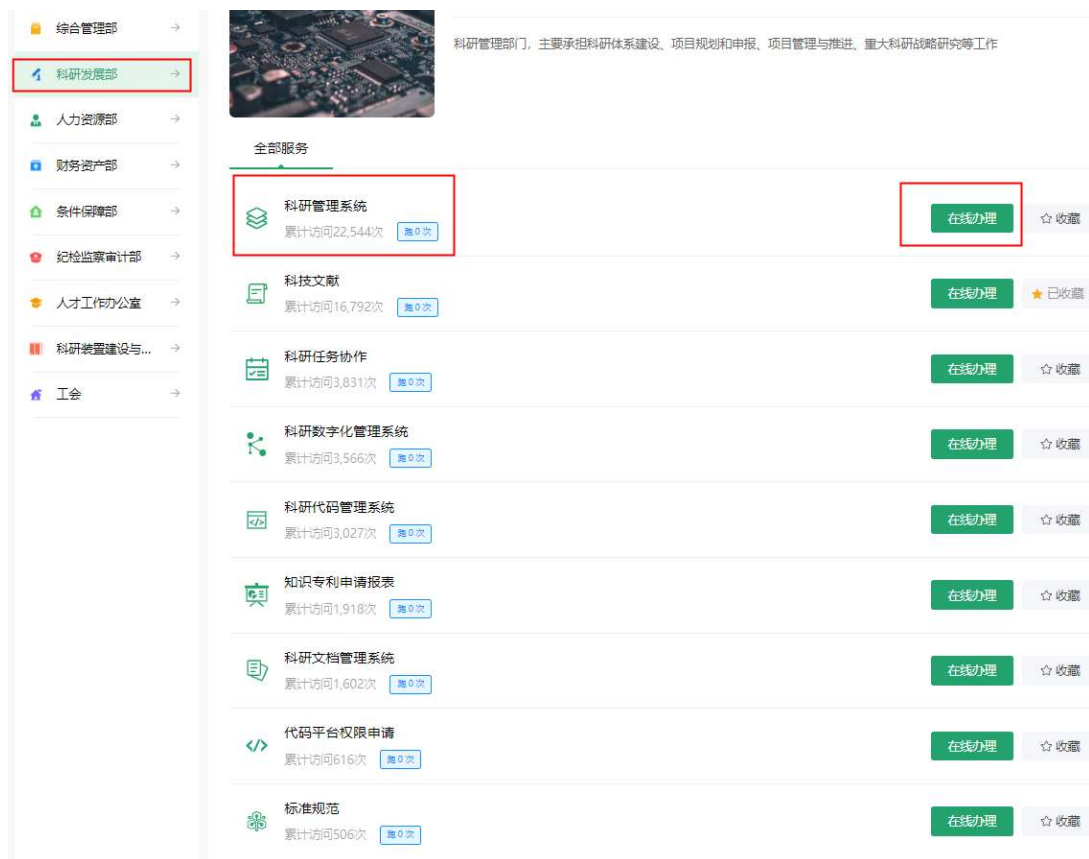 综合管理部
科研发展部
人力资源部
财务资产部
条件保障部
纪检监察审计部
人才工作办公室
科研装置建设与...
工会
科研管理部门，主要承担科研体系建设、项目规划和申报、项目管理与推进、重大科研战略研究等工作
全部服务
科研管理系统
在线办理 收藏
累计访问22,544次 跑0次
科技文献
在线办理 已收藏
累计访问16,792次 跑0次
科研任务协作
在线办理 收藏
累计访问3,831次 跑0次
科研数字化管理系统
在线办理 收藏
累计访问3,566次 跑0次
科研代码管理系统
在线办理 收藏
累计访问3,027次 跑0次
知识专利申请报表
在线办理 收藏
累计访问1,918次 跑0次
科研文档管理系统
在线办理 收藏
累计访问1,602次 跑0次
代码平台权限申请
在线办理 收藏
累计访问616次 跑0次
标准规范
在线办理 收藏
累计访问506次 跑0次